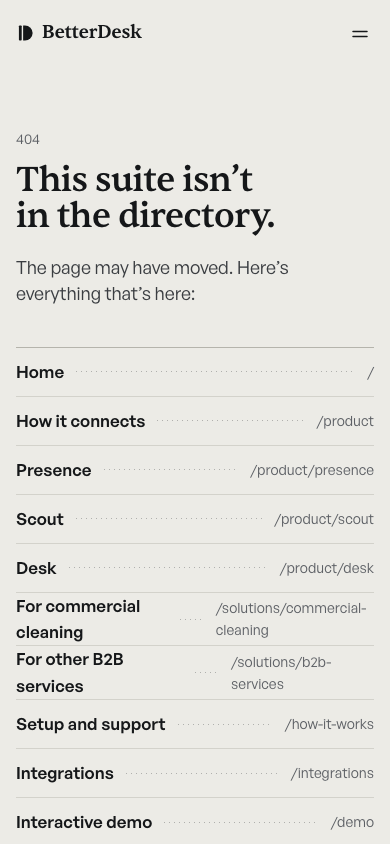 BetterDesk
404
This suite isn’t
in the directory.
The page may have moved. Here’s
everything that’s here:
Home /
How it connects /product
Presence /product/presence
Scout /product/scout
Desk /product/desk
For commercial /solutions/commercial-
cleaning cleaning
For other B2B /solutions/b2b-
services services
Setup and support /how-it-works
Integrations /integrations
Interactive demo /demo